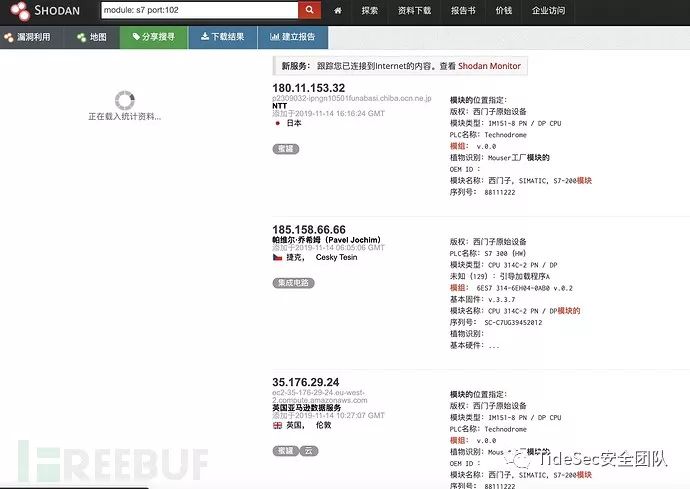 SHODAN
module: s7 port:102
探索
资料下载
报告书
价钱
企业访问
漏洞利用
地图
分享搜寻
下载结果
建立报告
正在载入统计资料...
新服务: 跟踪您已连接到Internet的内容。查看 Shodan Monitor
180.11.153.32
p2309032-ipngn10501funabasi.chiba.ocn.ne.jp
NTT
添加于2019-11-14 16:16:24 GMT
日本
蜜罐
模块的位置指定:
版权: 西门子原始设备
模块类型: IM151-8 PN / DP CPU
PLC名称: Technodrome
模组: v.0.0
植物识别: Mouser工厂模块的
OEM ID :
模块名称: 西门子, SIMATIC, S7-200模块
序列号: 88111222
185.158.66.66
帕维尔·乔希姆 (Pavel Jochim)
添加于2019-11-14 06:05:06 GMT
捷克, Cesky Tesin
集成电路
版权: 西门子原始设备
PLC名称: S7 300 (HW)
模块类型: CPU 314C-2 PN / DP
未知 (129) : 引导加载程序A
模组: 6ES7 314-6EH04-0AB0 v.0.2
基本固件: v.3.3.7
模块名称: CPU 314C-2 PN / DP模块的
序列号: SC-C7UG39452012
植物识别:
基本硬件: ...
35.176.29.24
ec2-35-176-29-24.eu-west-
2.compute.amazonaws.com
英国亚马逊数据服务
添加于2019-11-14 10:27:07 GMT
英国, 伦敦
蜜罐
云
模块的位置指定:
版权: 西门子原始设备
模块类型: IM151-8 PN / DP CPU
PLC名称: Technodrome
模组: v.0.0
植物识别: Mouser工厂模块的
OEM ID :
模块名称: 西门子, SIMATIC, S7-200模块
序列号: 88111222
REEBUF
TideSec安全团队